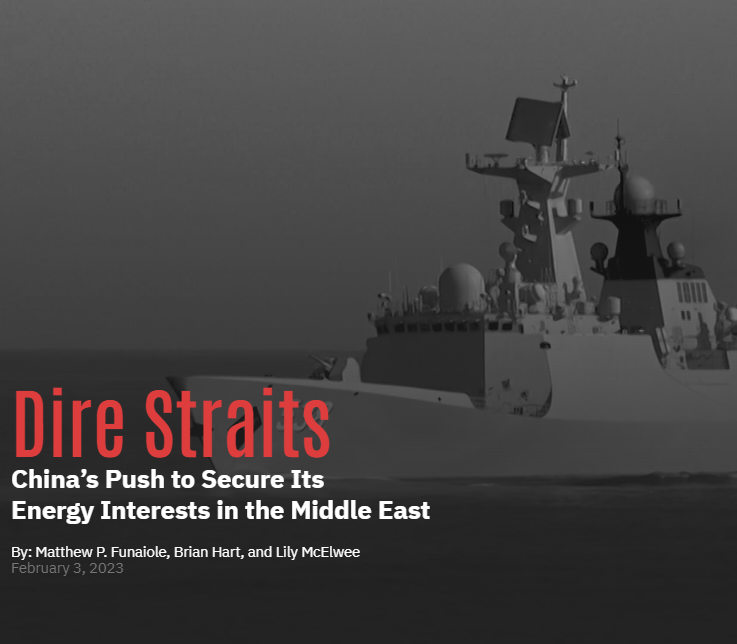 Dire Straits
China’s Push to Secure Its
Energy Interests in the Middle East
By: Matthew P. Funaiole, Brian Hart, and Lily McElwee
February 3, 2023